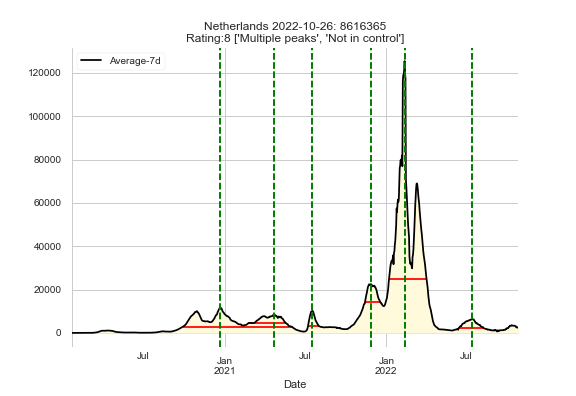 Netherlands 2022-10-26: 8616365
Rating:8 ['Multiple peaks', 'Not in control']
Average-7d
120000
100000
80000
60000
40000
20000
0
Jul
Jan
2021
Jul
Jan
2022
Jul
Date